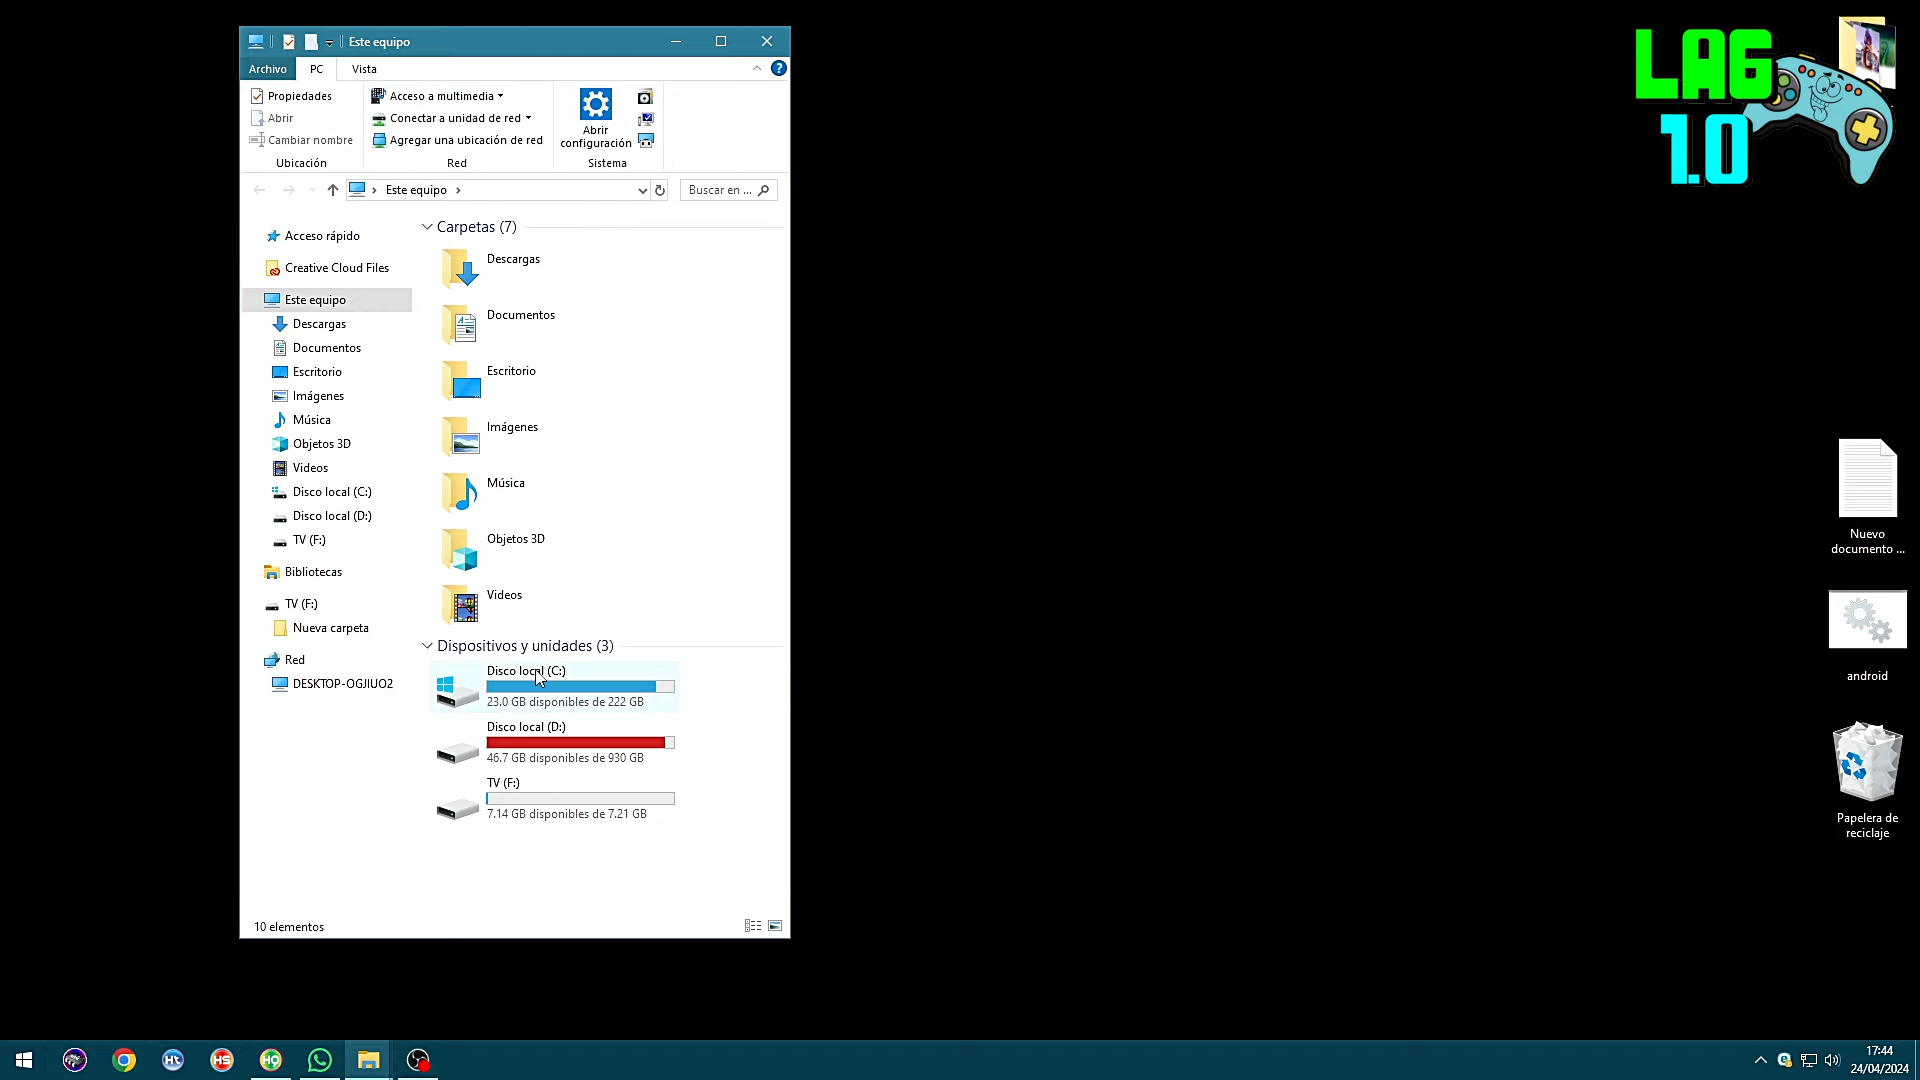 Este equipo
Archivo
PC
Vista
Propiedades
Abrir
Cambiar nombre
Ubicación
Acceso a multimedia
Conectar a unidad de red
Agregar una ubicación de red
Red
Abrir
configuración
Sistema
Este equipo
Buscar en ...
Acceso rápido
Creative Cloud Files
Este equipo
Descargas
Documentos
Escritorio
Imágenes
Música
Objetos 3D
Videos
Disco local (C:)
Disco local (D:)
TV (F:)
Bibliotecas
TV (F:)
Nueva carpeta
Red
DESKTOP-OGJIUO2
Carpetas (7)
Descargas
Documentos
Escritorio
Imágenes
Música
Objetos 3D
Videos
Dispositivos y unidades (3)
Disco local (C:)
23.0 GB disponibles de 222 GB
Disco local (D:)
46.7 GB disponibles de 930 GB
TV (F:)
7.14 GB disponibles de 7.21 GB
10 elementos
LAG
1.0
Nuevo
documento ...
android
Papelera de
reciclaje
Ht
HS
HQ
17:44
24/04/2024